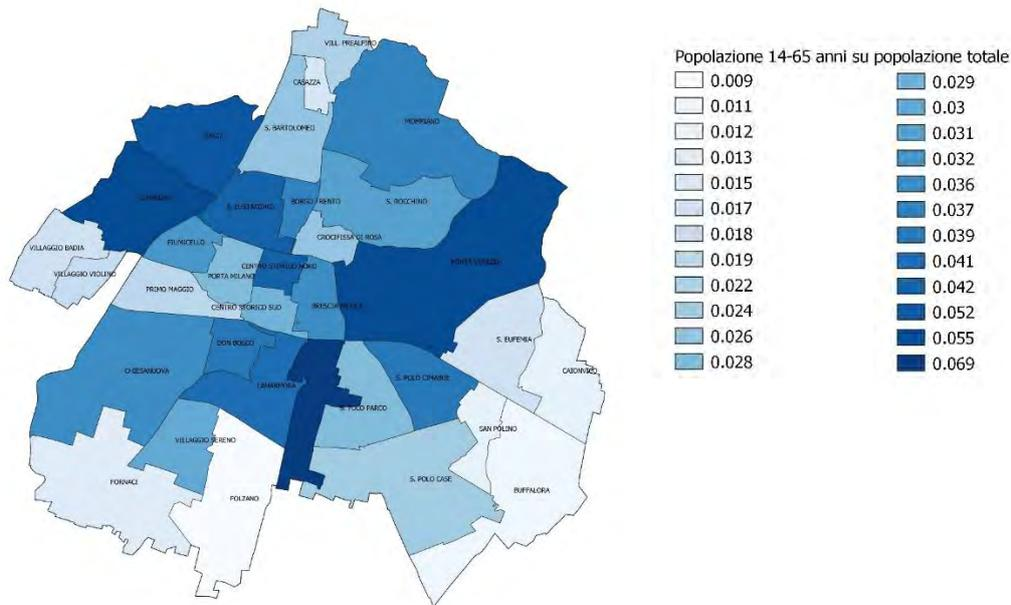 Popolazione 14-65 anni su popolazione totale
0.009
0.011
0.012
0.013
0.015
0.017
0.018
0.019
0.022
0.024
0.026
0.028
0.029
0.03
0.031
0.032
0.036
0.037
0.039
0.041
0.042
0.052
0.055
0.069
VILL. PREALPINO
CASAZZA
S. BARTOLOMEO
MOMPIANO
BORGO TRENTO
S. ROCCHINO
CROCIFISSA DI ROSA
VILLAGGIO BADIA
FIUMICELLO
VILLAGGIO VIOLINO
PORTA MILANO
CENTRO STORICO NORD
PORTA VENEZIA
PRIMO MAGGIO
CENTRO STORICO SUD
S. EUFEMIA
CAIONVICO
DON BOSCO
CHIESANUOVA
LAMARMORA
S. POLO CIMABUE
S. POLO PARCO
SAN POLINO
VILLAGGIO SERENO
FORNACI
FOLZANO
S. POLO CASE
BUFFALORA